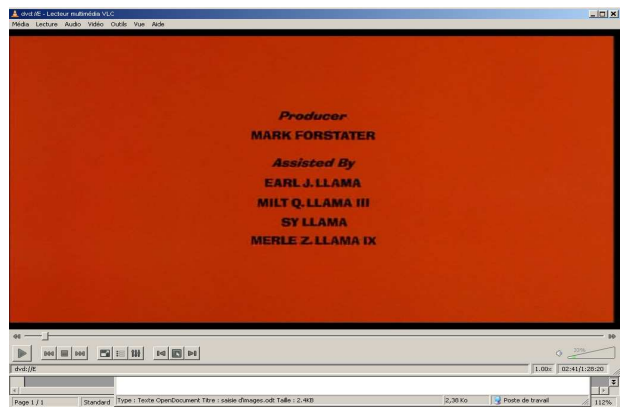 dvd://E - Lecteur multimédia VLC
Média Lecture Audio Vidéo Outils Vue Aide
Producer
MARK FORSTATER
Assisted By
EARL J. LLAMA
MILT Q. LLAMA III
SY LLAMA
MERLE Z. LLAMA IX
20%
dvd://E 1.00x 02:41/1:28:20
Page 1 / 1 Standard Type : Texte OpenDocument Titre : saisie d'images.odt Taille : 2.4KB 2,38 Ko Poste de travail 112%